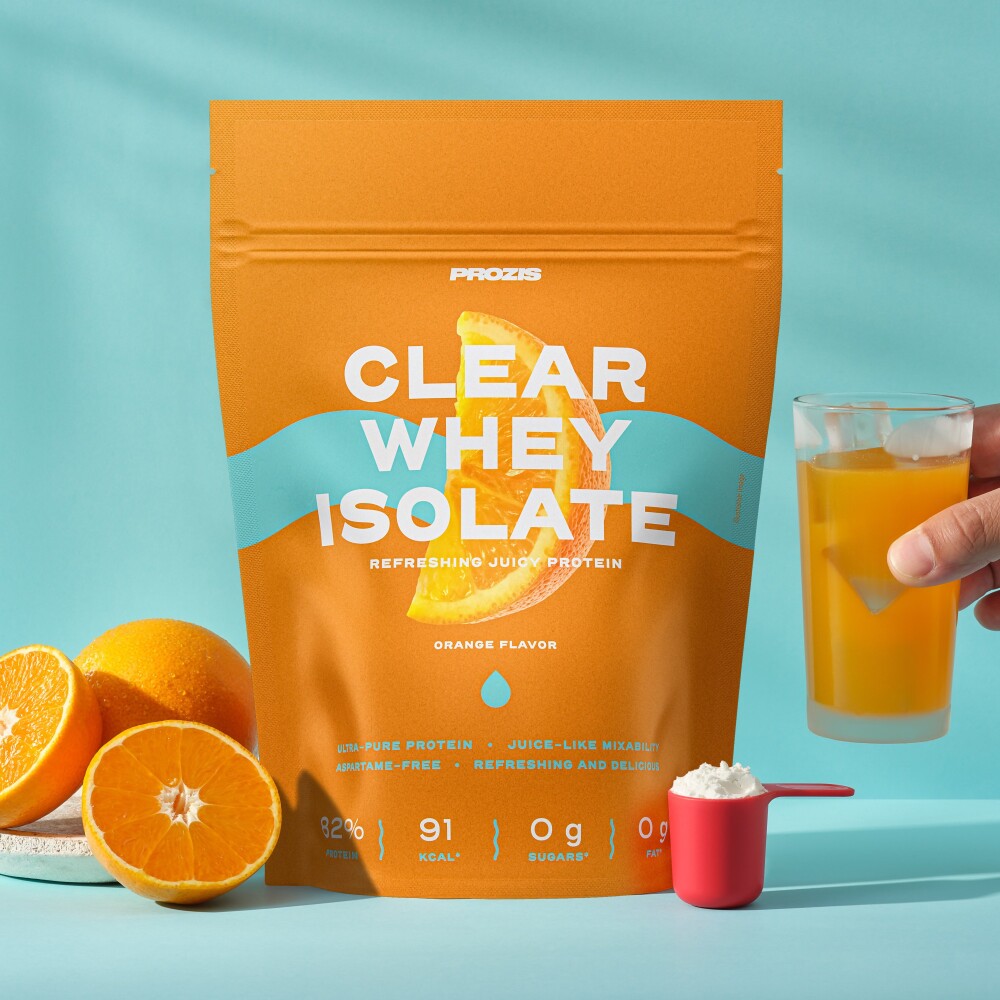 PROZIS
CLEAR
WHEY
ISOLATE
REFRESHING JUICY PROTEIN
ORANGE FLAVOR
ULTRA-PURE PROTEIN • JUICE-LIKE MIXABILITY
ASPARTAME-FREE • REFRESHING AND DELICIOUS
82% 91 0 g 0 g
PROTEIN KCAL* SUGARS* FAT*